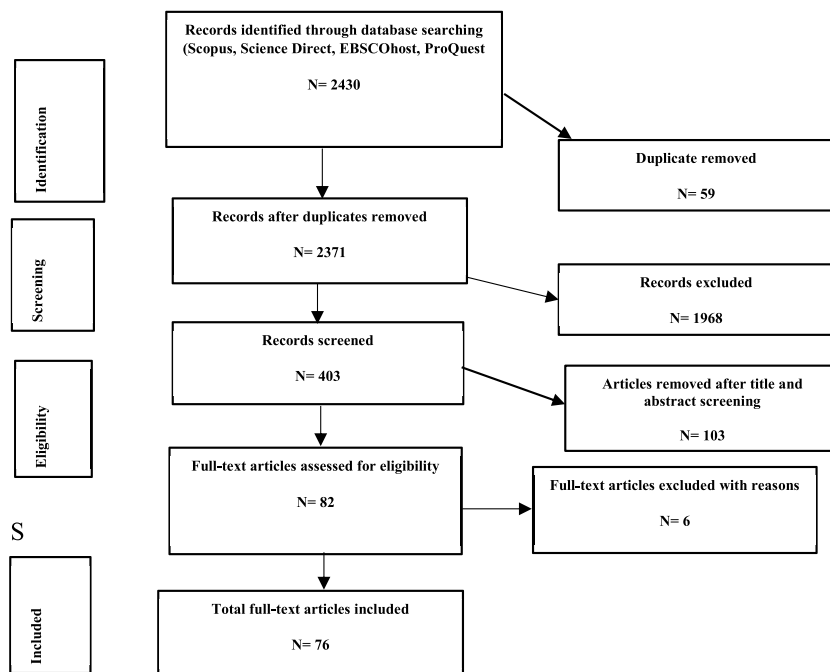 Records identified through database searching
(Scopus, Science Direct, EBSCOhost, ProQuest
N= 2430
Identification
Duplicate removed
N= 59
Records after duplicates removed
N= 2371
Screening
Records excluded
N= 1968
Records screened
N= 403
Articles removed after title and
abstract screening
N= 103
Eligibility
Full-text articles assessed for eligibility
N= 82
Full-text articles excluded with reasons
N= 6
S
Included
Total full-text articles included
N= 76